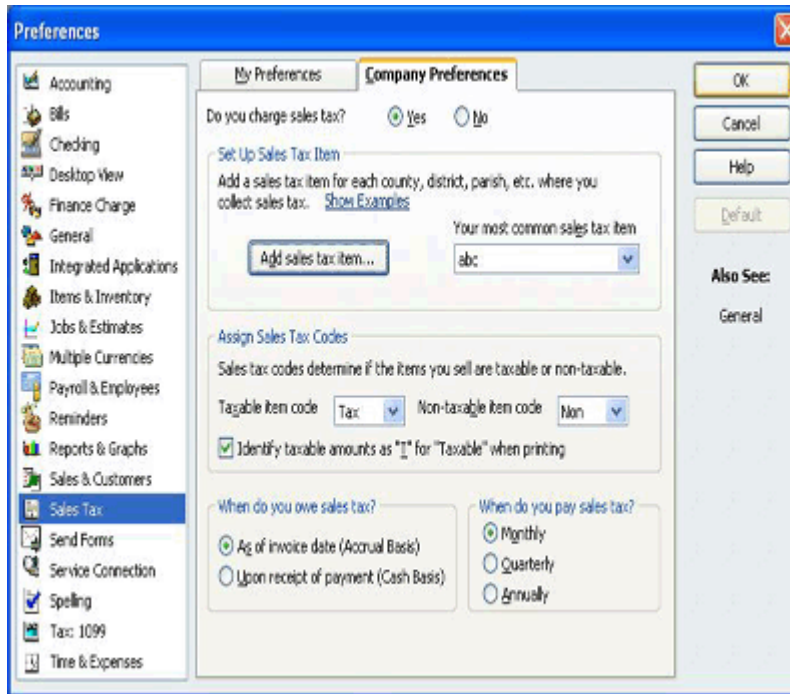 Preferences
Accounting
Bills
Checking
Desktop View
Finance Charge
General
Integrated Applications
Items & Inventory
Jobs & Estimates
Multiple Currencies
Payroll & Employees
Reminders
Reports & Graphs
Sales & Customers
Sales Tax
Send Forms
Service Connection
Spelling
Tax: 1099
Time & Expenses
My Preferences Company Preferences
Do you charge sales tax? Yes No
Set Up Sales Tax Item
Add a sales tax item for each county, district, parish, etc. where you
collect sales tax. Show Examples
Your most common sales tax item
Add sales tax item... abc
Assign Sales Tax Codes
Sales tax codes determine if the items you sell are taxable or non-taxable.
Taxable item code Tax Non-taxable item code Non
Identify taxable amounts as "T" for "Taxable" when printing
When do you owe sales tax?
As of invoice date (Accrual Basis)
Upon receipt of payment (Cash Basis)
When do you pay sales tax?
Monthly
Quarterly
Annually
OK
Cancel
Help
Default
Also See:
General